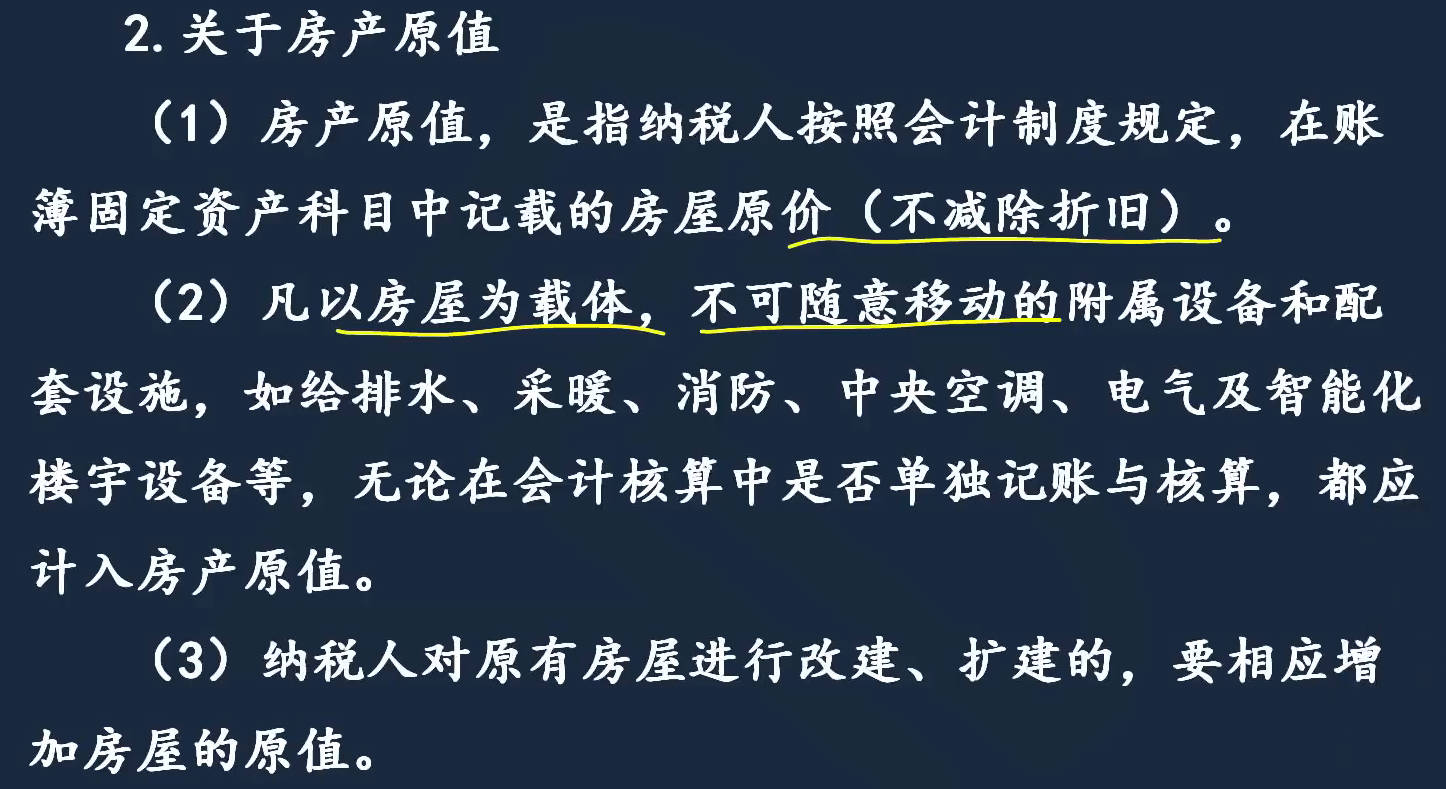 2. 关于房产原值
（1）房产原值，是指纳税人按照会计制度规定，在账
簿固定资产科目中记载的房屋原价（不减除折旧）。
（2）凡以房屋为载体，不可随意移动的附属设备和配
套设施，如给排水、采暖、消防、中央空调、电气及智能化
楼宇设备等，无论在会计核算中是否单独记账与核算，都应
计入房产原值。
（3）纳税人对原有房屋进行改建、扩建的，要相应增
加房屋的原值。